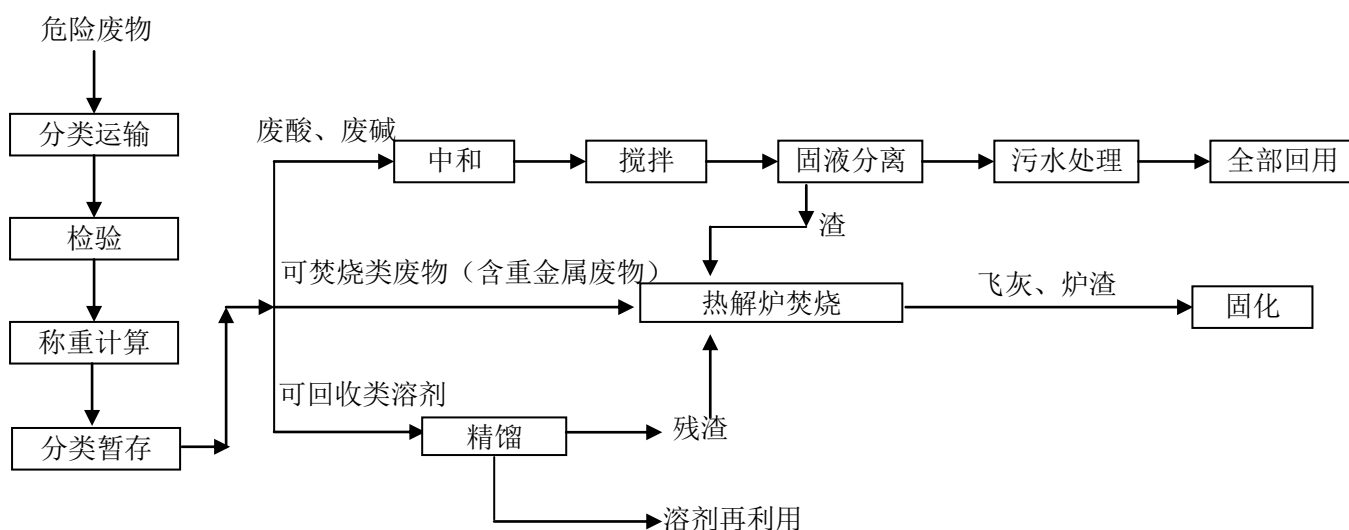 危险废物
分类运输
检验
称重计算
分类暂存
废酸、废碱
中和
搅拌
固液分离
污水处理
全部回用
渣
可焚烧类废物（含重金属废物）
热解炉焚烧
飞灰、炉渣
固化
可回收类溶剂
精馏
残渣
溶剂再利用